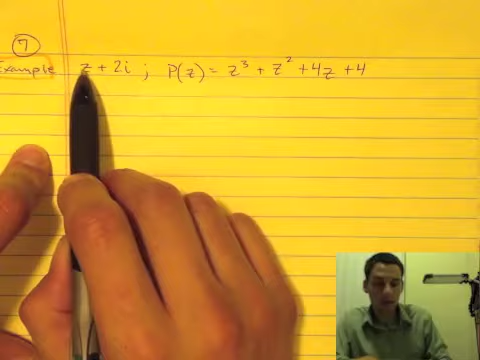 7
Example z + 2i ; P(z) = z³ + z² + 4z + 4